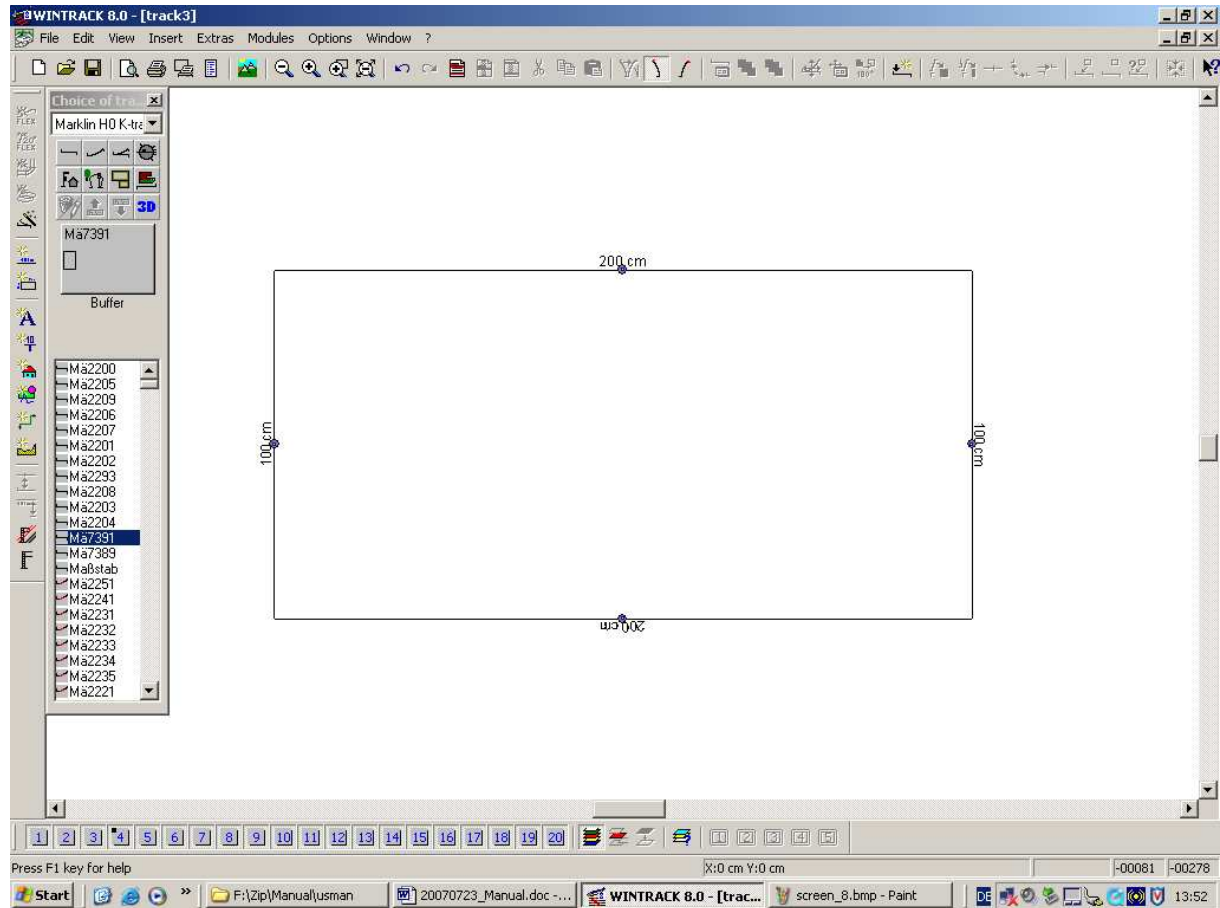 WINTRACK 8.0 - [track3]
File Edit View Insert Extras Modules Options Window ?
Choice of tra...
Marklin H0 K-tra
3D
Mä7391
Buffer
Mä2200
Mä2205
Mä2209
Mä2206
Mä2207
Mä2201
Mä2202
Mä2293
Mä2208
Mä2203
Mä2204
Mä7391
Mä7389
Maßstab
Mä2251
Mä2241
Mä2231
Mä2232
Mä2233
Mä2234
Mä2235
Mä2221
200 cm
100 cm
100 cm
200 cm
1 2 3 4 5 6 7 8 9 10 11 12 13 14 15 16 17 18 19 20 1 2 3 4 5
Press F1 key for help X:0 cm Y:0 cm -00081 -00278
Start » F:\Zip\Manual\usman 20070723_Manual.doc -... WINTRACK 8.0 - [trac... screen_8.bmp - Paint DE 13:52